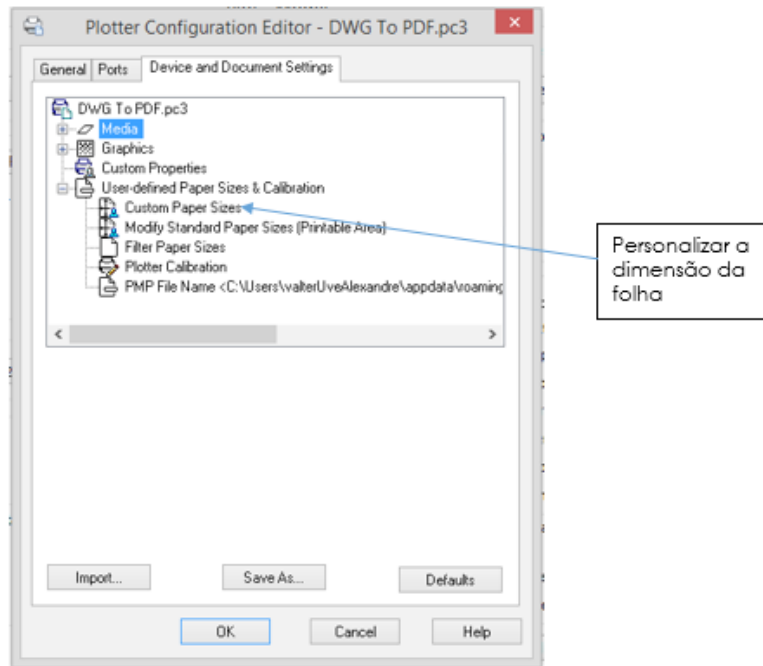 Plotter Configuration Editor - DWG To PDF.pc3
General Ports Device and Document Settings
DWG To PDF.pc3
Media
Graphics
Custom Properties
User-defined Paper Sizes & Calibration
Custom Paper Sizes
Modify Standard Paper Sizes (Printable Area)
Filter Paper Sizes
Plotter Calibration
PMP File Name <C:\Users\valterUveAlexandre\appdata\roaming
Personalizar a
dimensão da
folha
Import... Save As... Defaults
OK Cancel Help